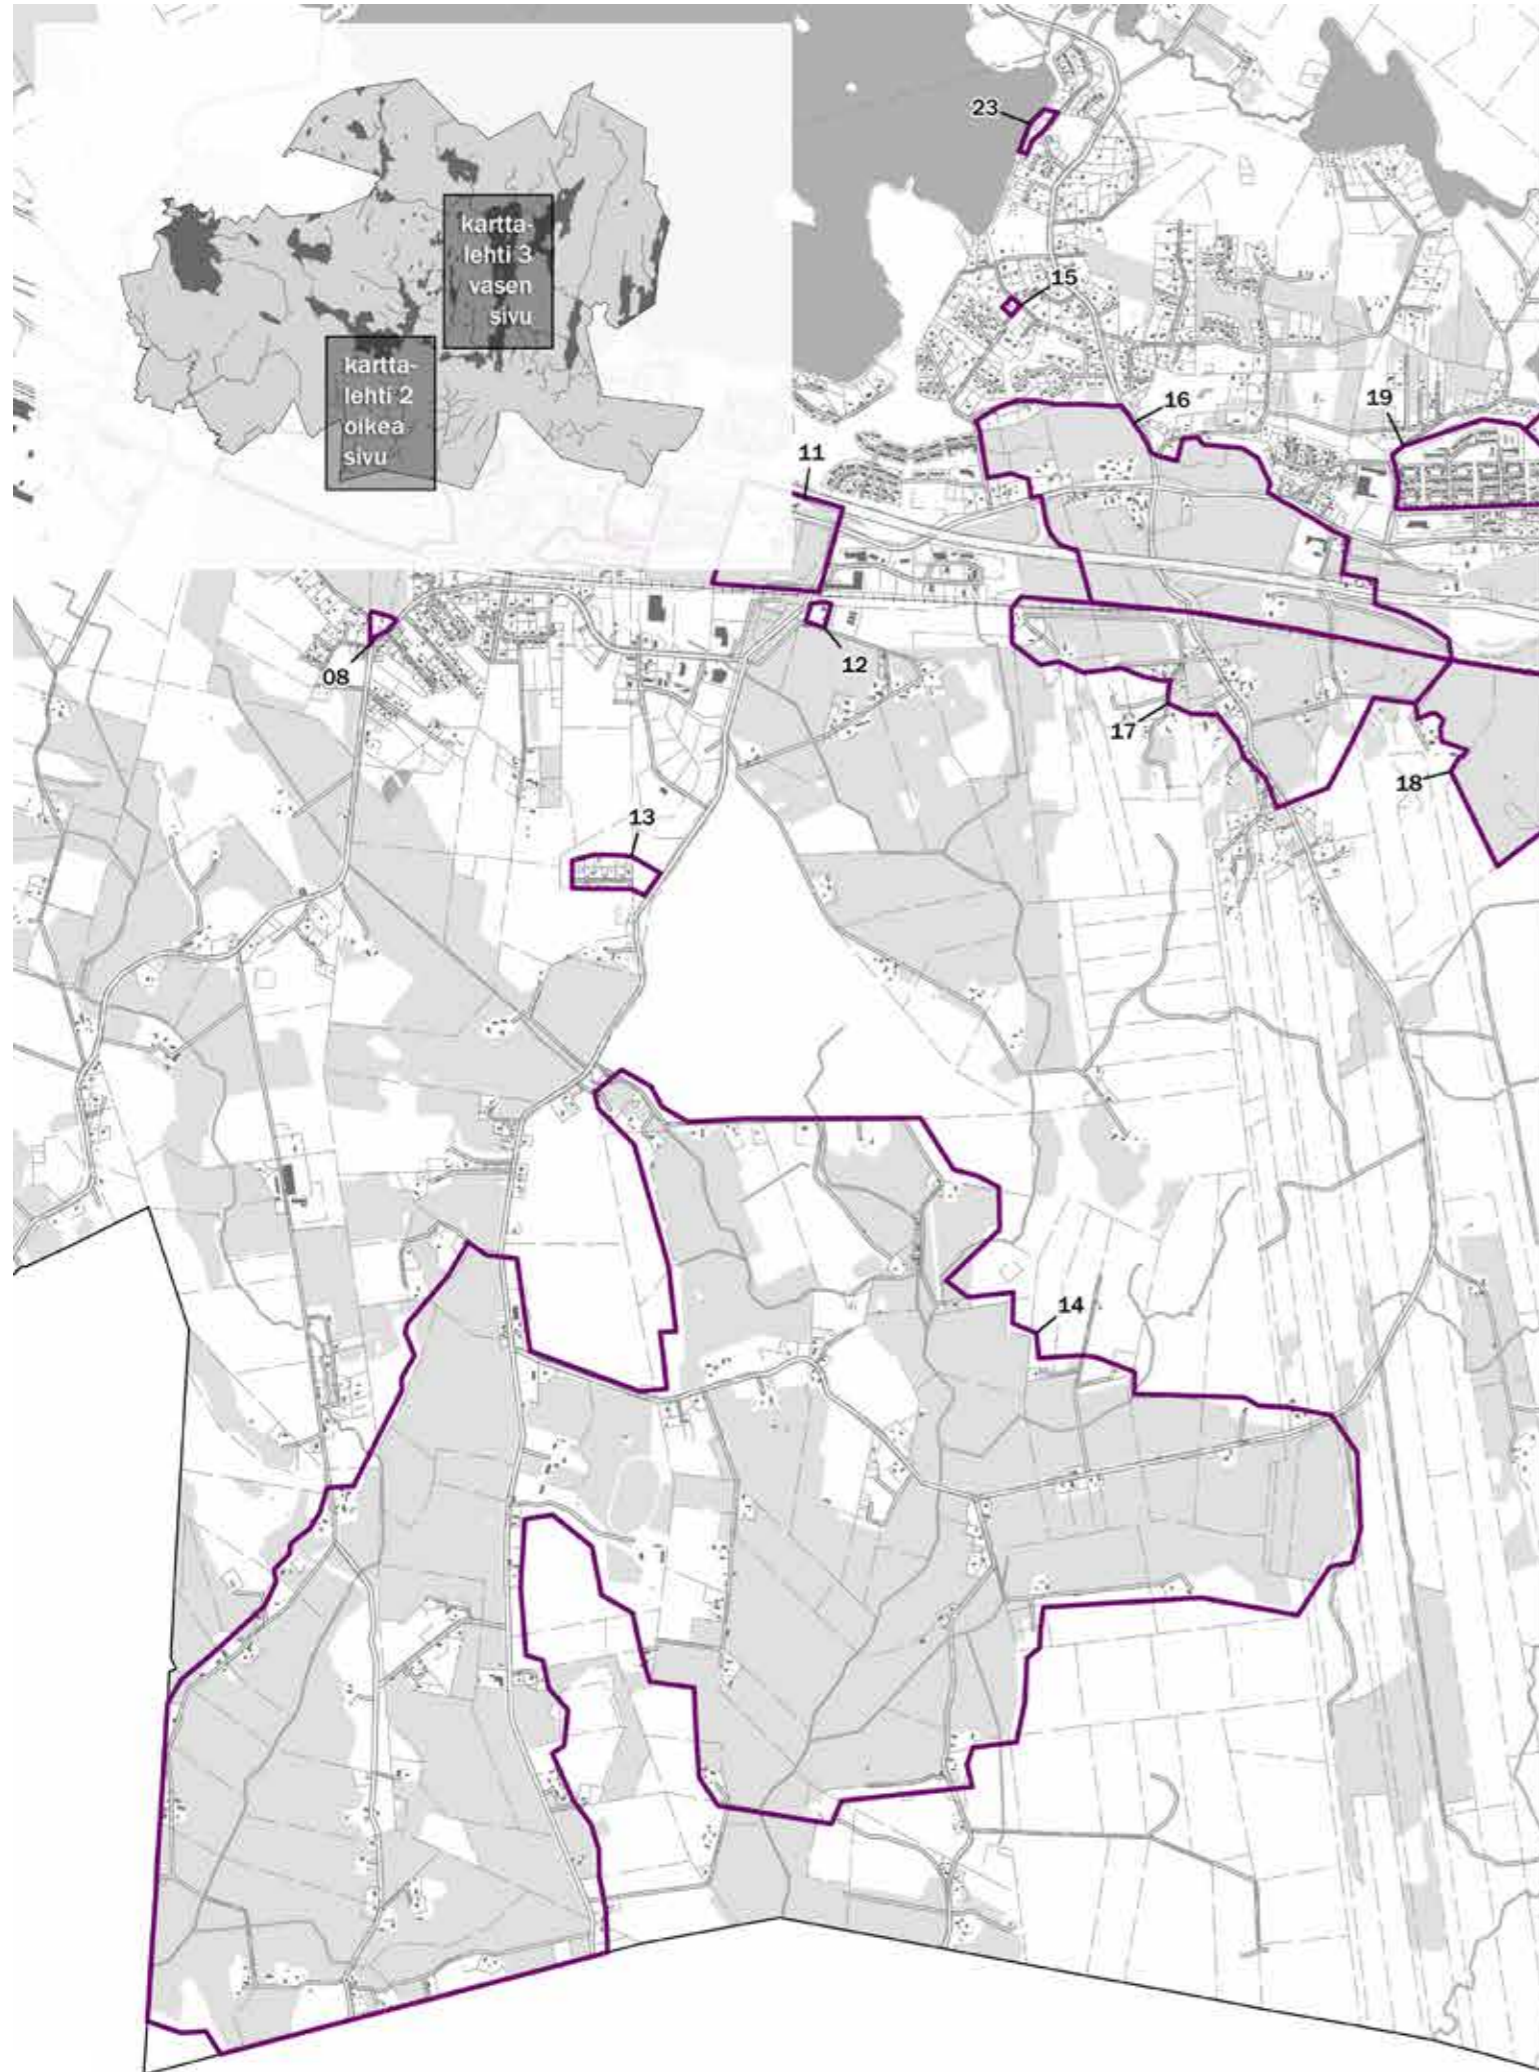 23
kartta-
lehti 3
vasen
sivu
15
kartta-
lehti 2
oikea
sivu
16
19
11
08
12
17
18
13
14